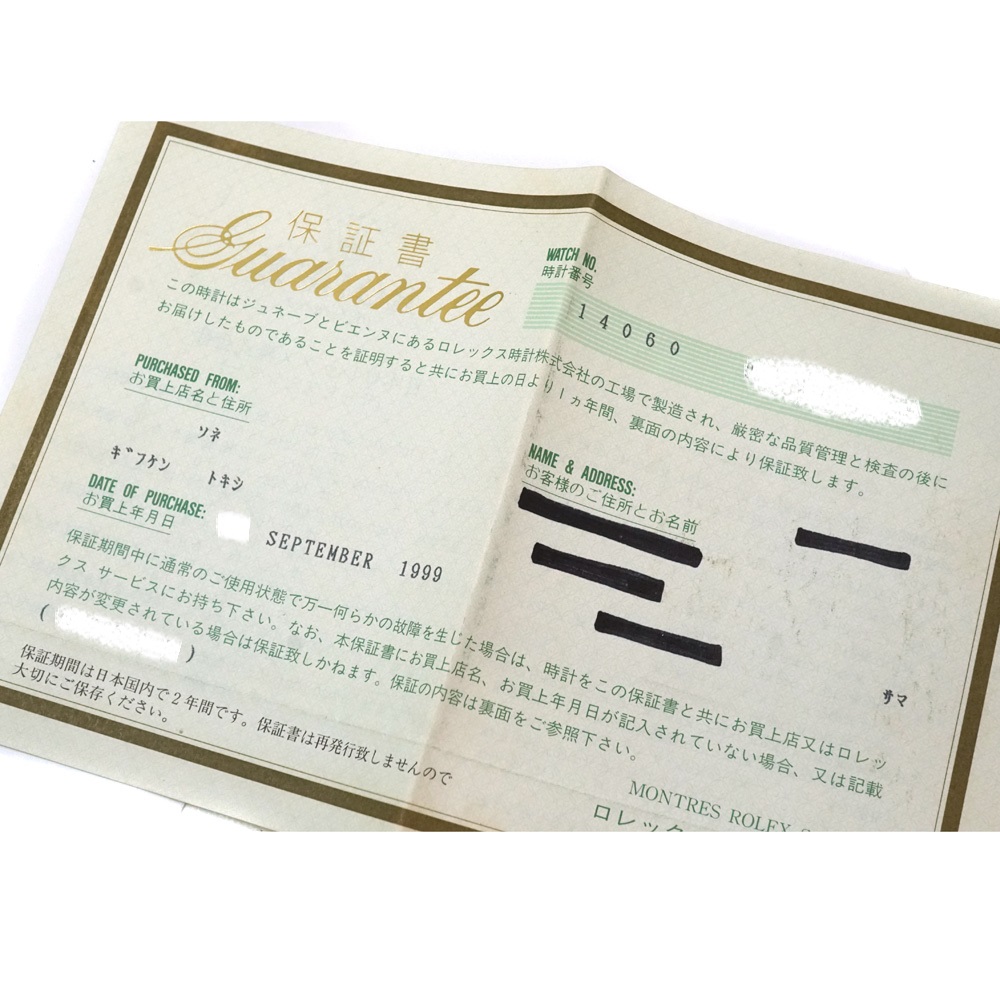 保証書
Guarantee
WATCH NO.
時計番号
14060
この時計はジュネーブとビエンヌにあるロレックス時計株式会社の工場で製造され、厳密な品質管理と検査の後に
お届けしたものであることを証明すると共にお買上の日より1ヵ年間、裏面の内容により保証致します。
PURCHASED FROM:
お買上店名と住所
ソネ
ギフケン トキシ
NAME & ADDRESS:
お客様のご住所とお名前
サマ
DATE OF PURCHASE:
お買上年月日
SEPTEMBER 1999
保証期間中に通常のご使用状態で万一何らかの故障を生じた場合は、時計をこの保証書と共にお買上店又はロレッ
クス サービスにお持ち下さい。なお、本保証書にお買上店名、お買上年月日が記入されていない場合、又は記載
内容が変更されている場合は保証致しかねます。保証の内容は裏面をご参照下さい。
( )
保証期間は日本国内で2年間です。保証書は再発行致しませんので
大切にご保存ください。
MONTRES ROLEX
ロレック